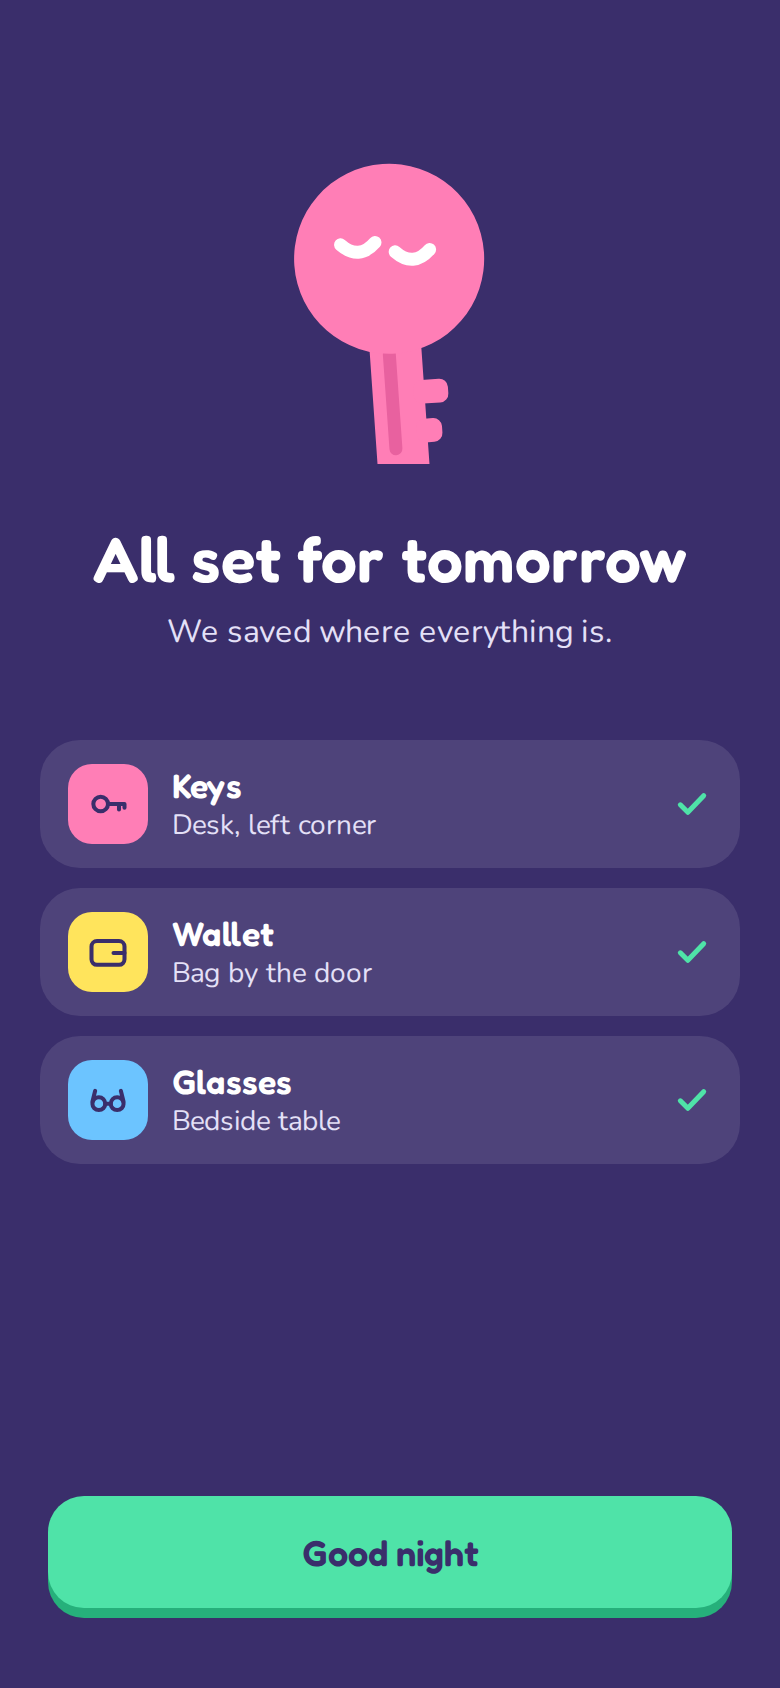 All set for tomorrow
We saved where everything is.
Keys
Desk, left corner
Wallet
Bag by the door
Glasses
Bedside table
Good night